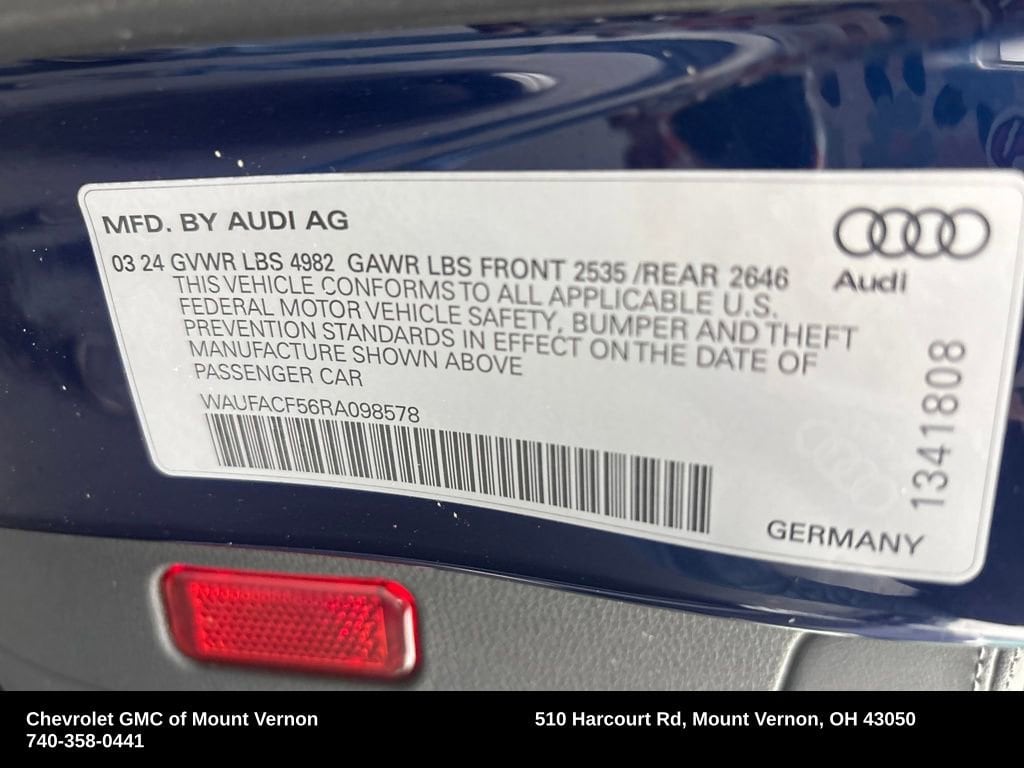 MFD. BY AUDI AG
Audi
03 24 GVWR LBS 4982 GAWR LBS FRONT 2535 /REAR 2646
THIS VEHICLE CONFORMS TO ALL APPLICABLE U.S.
FEDERAL MOTOR VEHICLE SAFETY, BUMPER AND THEFT
PREVENTION STANDARDS IN EFFECT ON THE DATE OF
MANUFACTURE SHOWN ABOVE
PASSENGER CAR
WAUFACF56RA098578
1341808
GERMANY
Chevrolet GMC of Mount Vernon
740-358-0441
510 Harcourt Rd, Mount Vernon, OH 43050